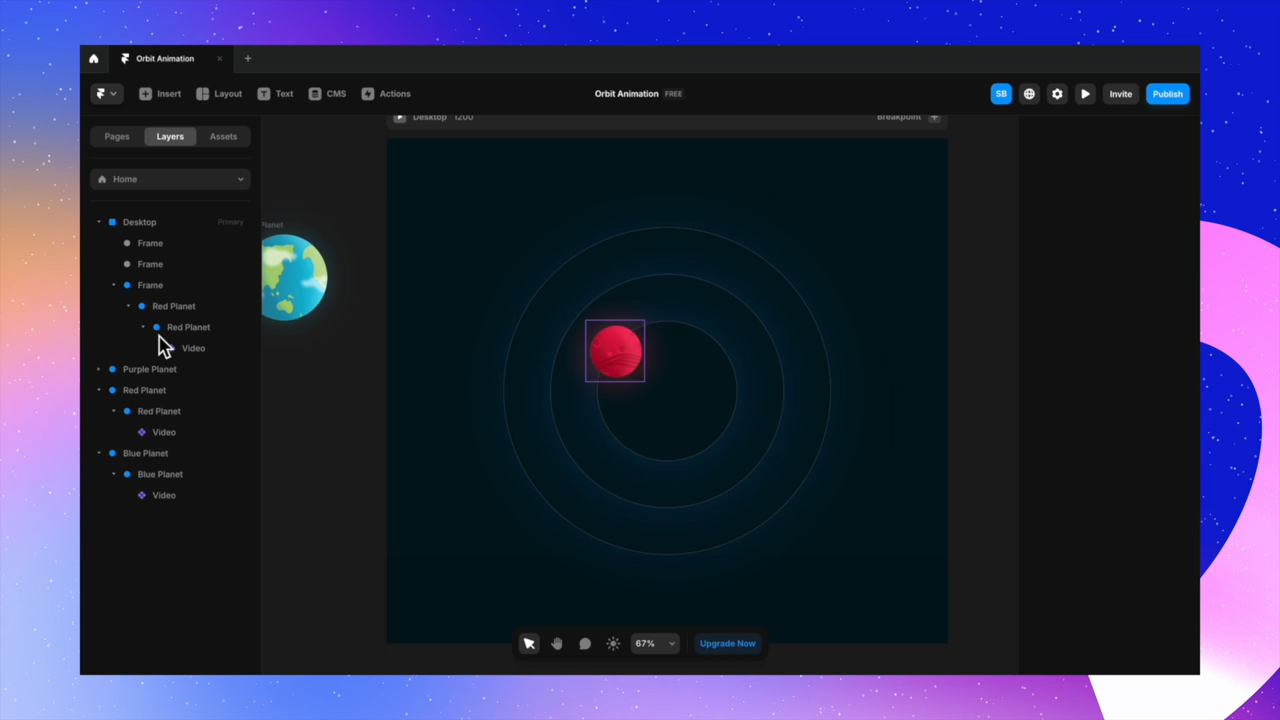 Orbit Animation
Insert Layout Text CMS Actions
Orbit Animation FREE
SB Invite Publish
Pages Layers Assets
Home
Desktop Primary
Frame
Frame
Frame
Red Planet
Red Planet
Video
Purple Planet
Red Planet
Red Planet
Video
Blue Planet
Blue Planet
Video
Planet
Desktop 1200
Breakpoint
67% Upgrade Now